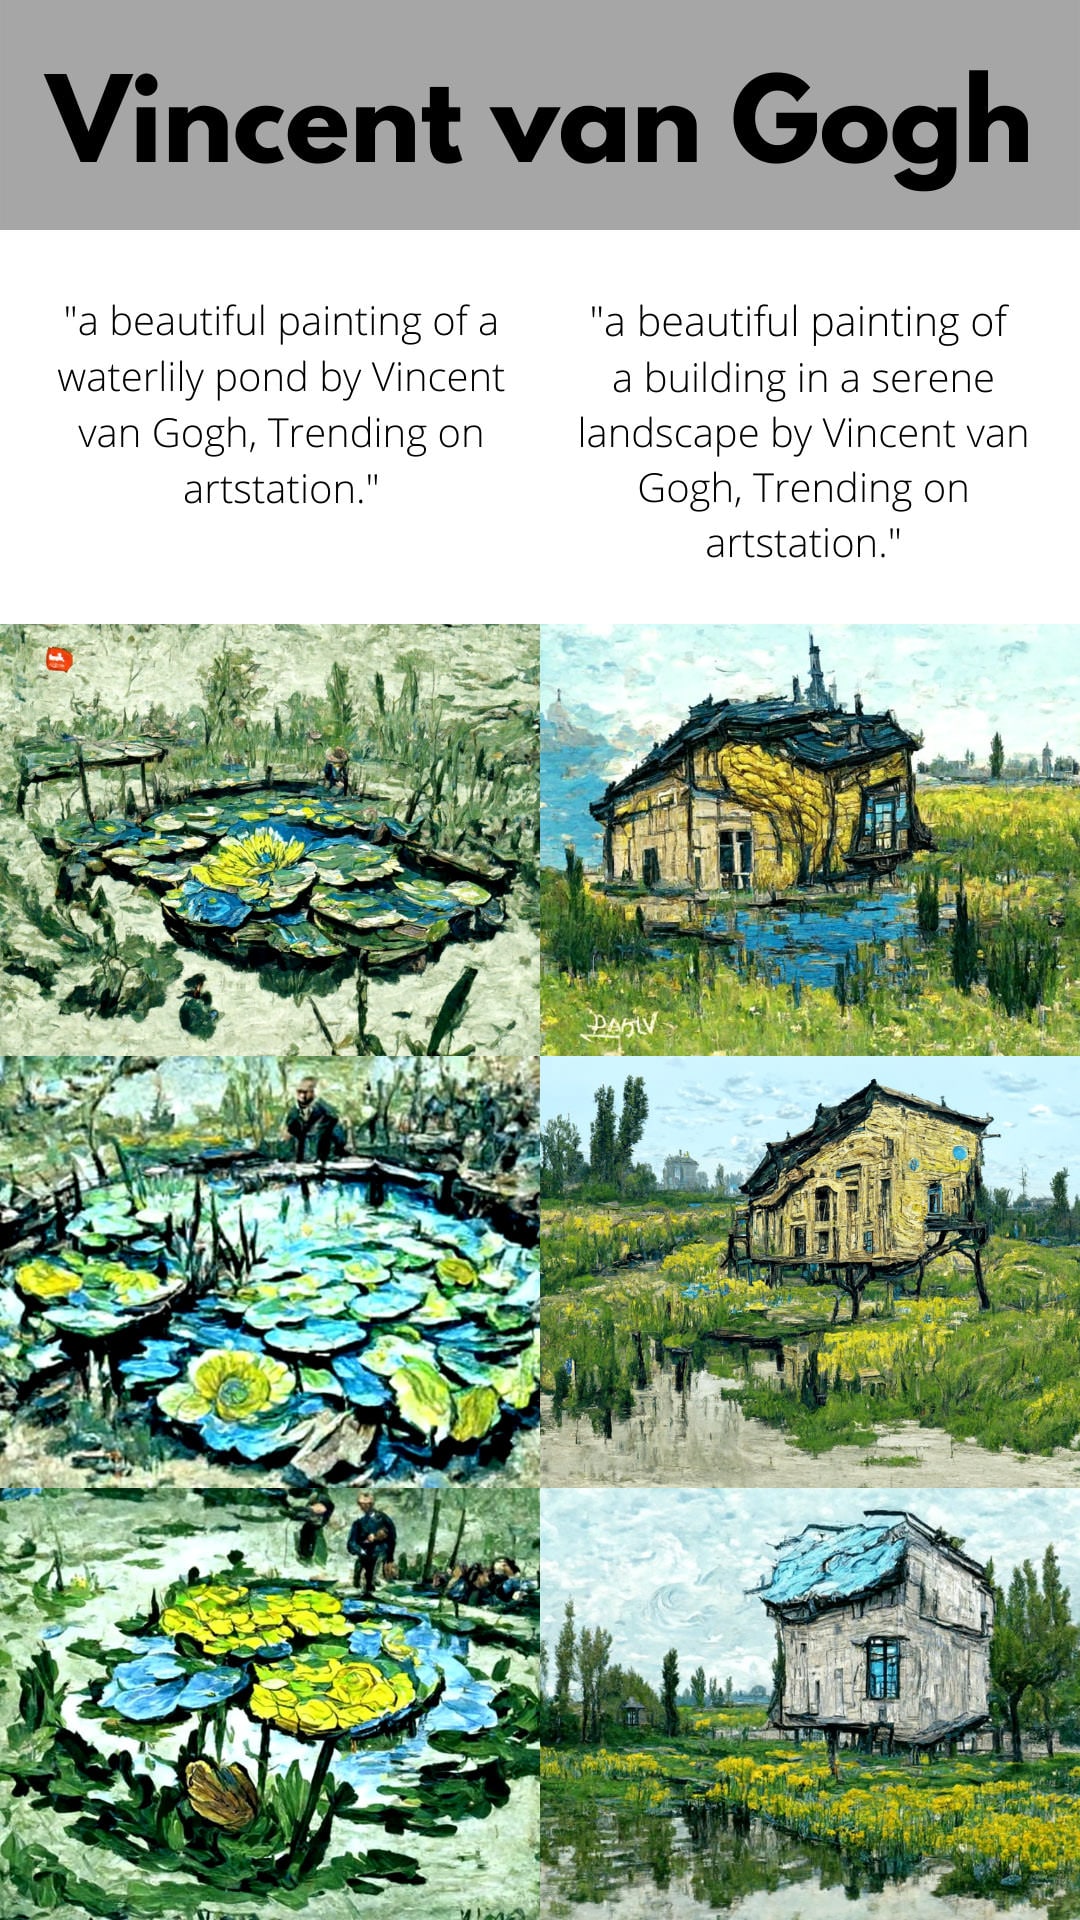 Vincent van Gogh
"a beautiful painting of a
waterlily pond by Vincent
van Gogh, Trending on
artstation."
"a beautiful painting of
a building in a serene
landscape by Vincent van
Gogh, Trending on
artstation."